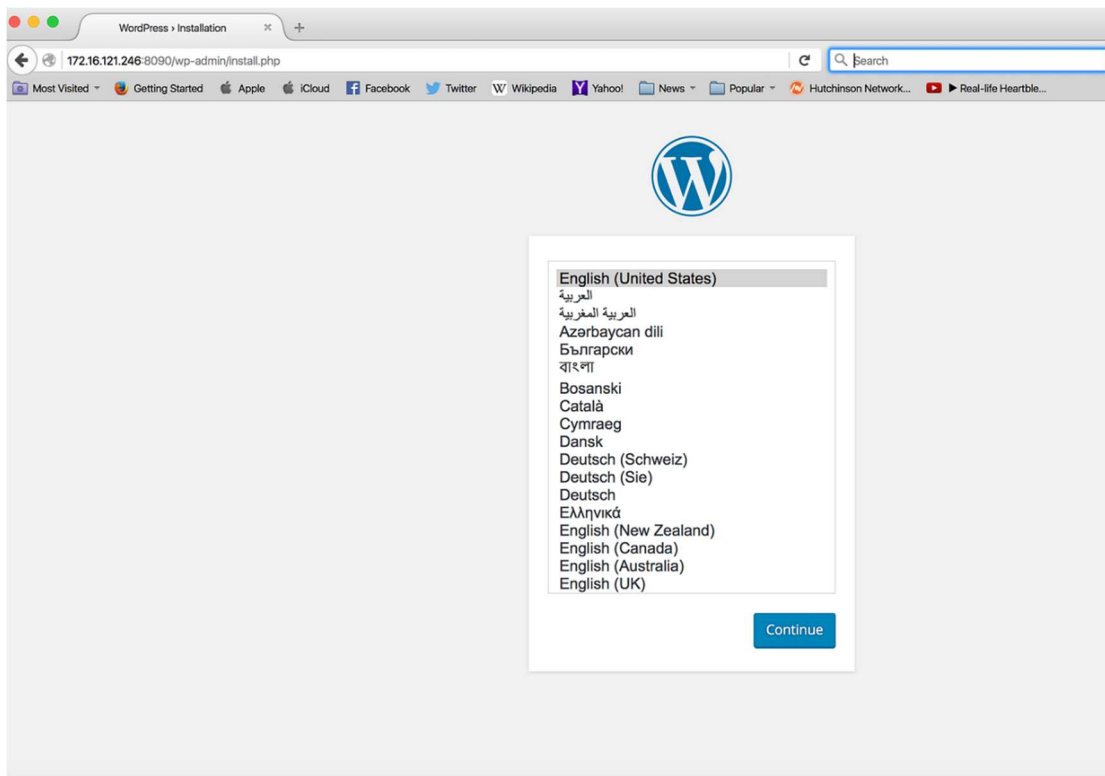 WordPress › Installation
172.16.121.246:8090/wp-admin/install.php
Search
Most Visited Getting Started Apple iCloud Facebook Twitter Wikipedia Yahoo! News Popular Hutchinson Network... ▶ Real-life Heartble...
English (United States)
العربية
العربية المغربية
Azərbaycan dili
Български
বাংলা
Bosanski
Català
Cymraeg
Dansk
Deutsch (Schweiz)
Deutsch (Sie)
Deutsch
Ελληνικά
English (New Zealand)
English (Canada)
English (Australia)
English (UK)
Continue